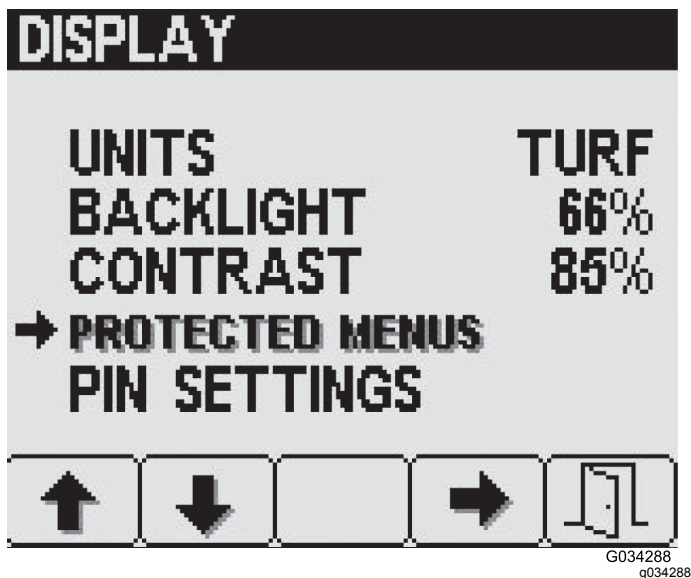 DISPLAY
UNITS TURF
BACKLIGHT 66%
CONTRAST 85%
PROTECTED MENUS
PIN SETTINGS
G034288
g034288